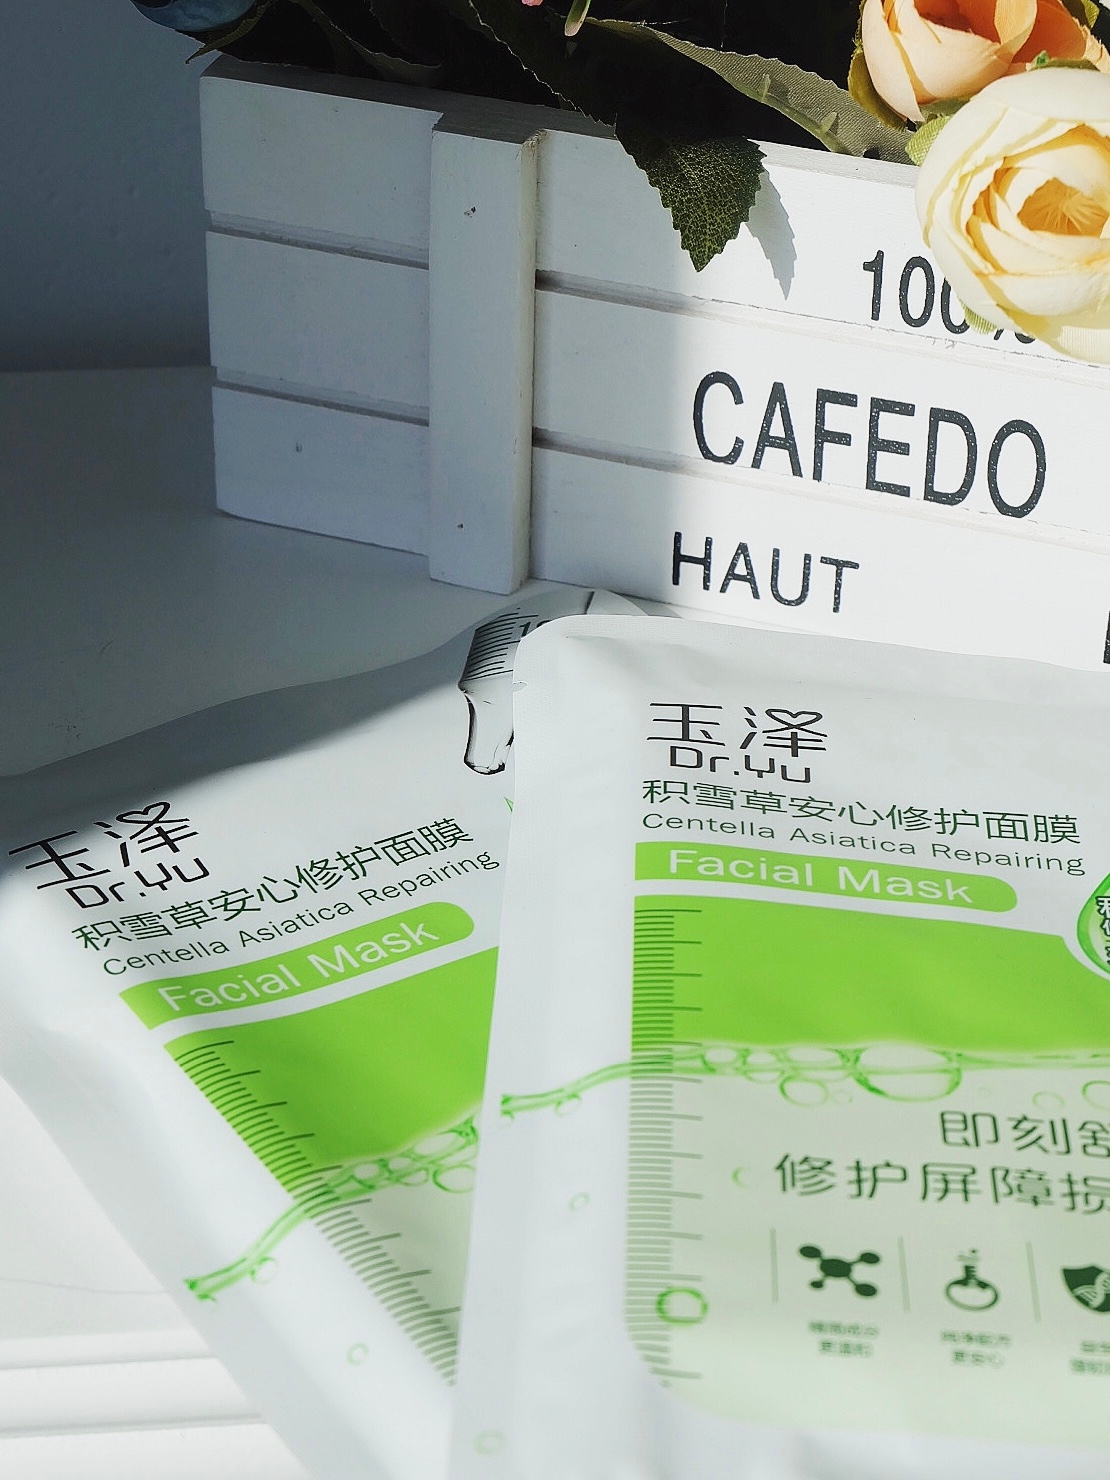 100%
CAFEDO
HAUT
玉泽
Dr.Yu
积雪草安心修护面膜
Centella Asiatica Repairing
Facial Mask
玉泽
Dr.Yu
积雪草安心修护面膜
Centella Asiatica Repairing
Facial Mask
即刻舒
修护屏障损